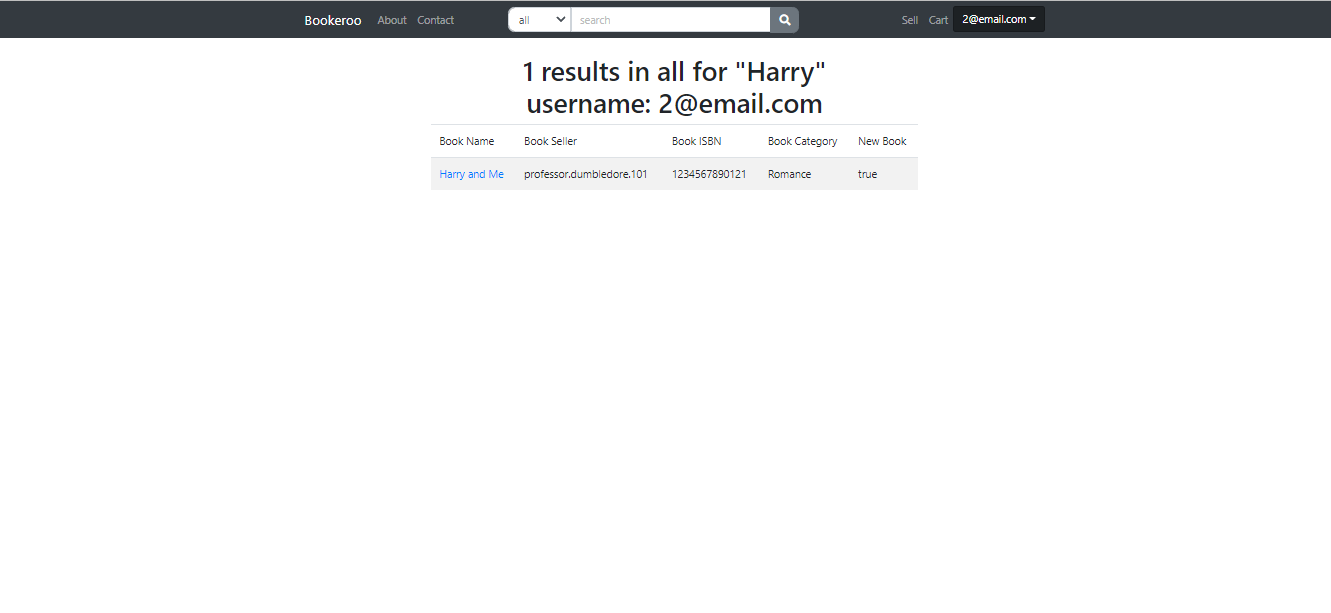 Bookeroo About Contact all search Sell Cart 2@email.com
1 results in all for "Harry"
username: 2@email.com
Book Name Book Seller Book ISBN Book Category New Book
Harry and Me professor.dumbledore.101 1234567890121 Romance true